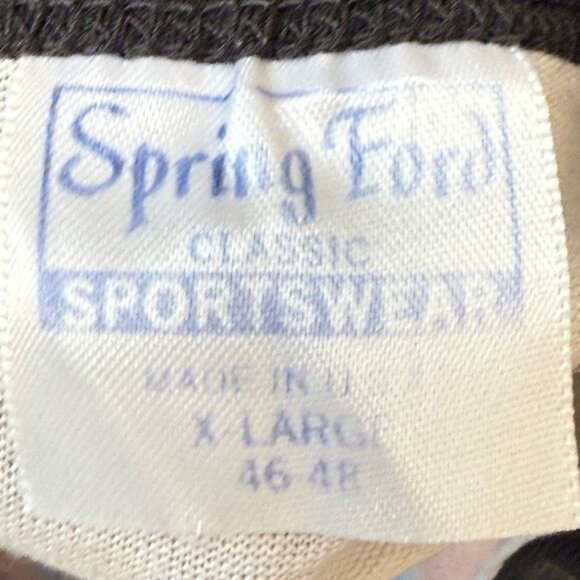 Spring Ford
CLASSIC
SPORTSWEAR
MADE IN U.S.A.
X-LARGE
46-48